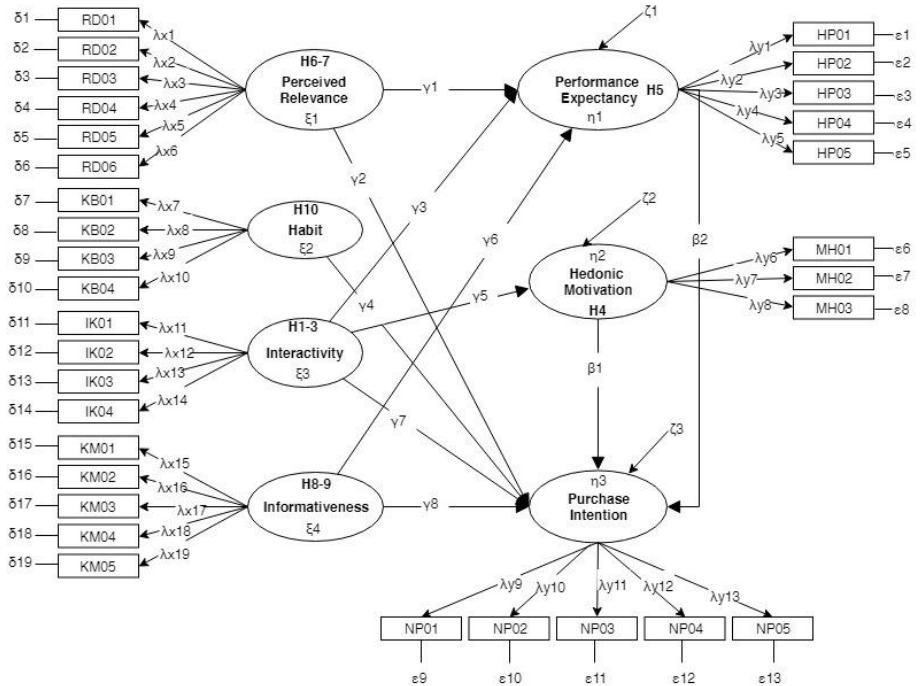 δ1
RD01
λx1
δ2
RD02
λx2
δ3
RD03
λx3
δ4
RD04
λx4
δ5
RD05
λx5
δ6
RD06
λx6
H6-7
Perceived
Relevance
ξ1
γ1
γ2
ζ1
Performance
Expectancy H5
η1
λy1
HP01
ε1
λy2
HP02
ε2
λy3
HP03
ε3
λy4
HP04
ε4
λy5
HP05
ε5
δ7
KB01
λx7
δ8
KB02
λx8
δ9
KB03
λx9
δ10
KB04
λx10
H10
Habit
ξ2
γ3
γ4
γ6
β2
ζ2
η2
Hedonic
Motivation
H4
λy6
MH01
ε6
λy7
MH02
ε7
λy8
MH03
ε8
δ11
IK01
λx11
δ12
IK02
λx12
δ13
IK03
λx13
δ14
IK04
λx14
H1-3
Interactivity
ξ3
γ5
γ7
β1
δ15
KM01
λx15
δ16
KM02
λx16
δ17
KM03
λx17
δ18
KM04
λx18
δ19
KM05
λx19
H8-9
Informativeness
ξ4
γ8
ζ3
η3
Purchase
Intention
λy9
λy10
λy11
λy12
λy13
NP01
NP02
NP03
NP04
NP05
ε9
ε10
ε11
ε12
ε13